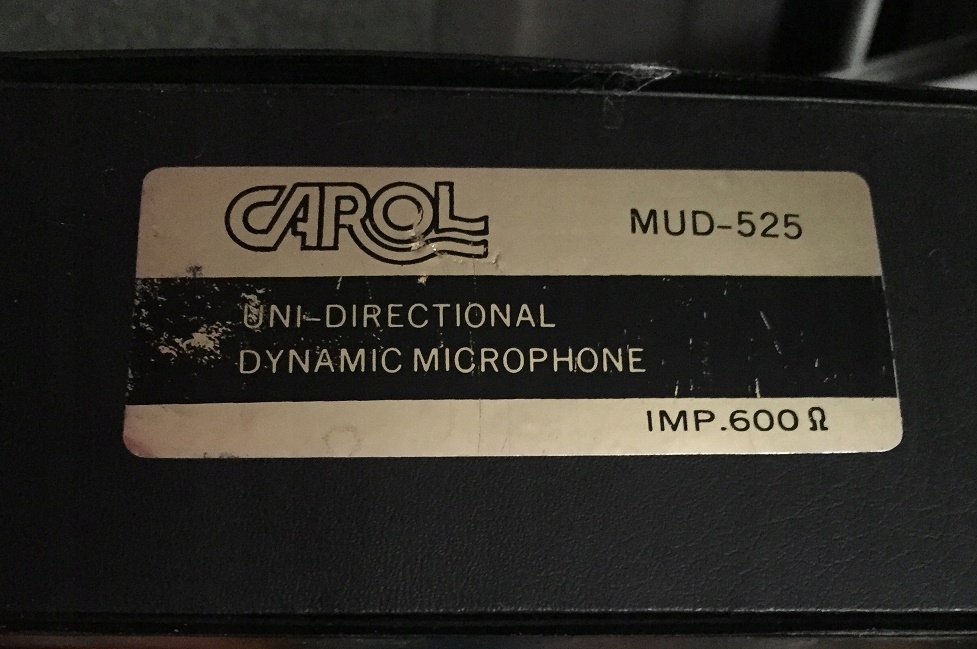 CAROL
MUD-525
UNI-DIRECTIONAL
DYNAMIC MICROPHONE
IMP.600Ω